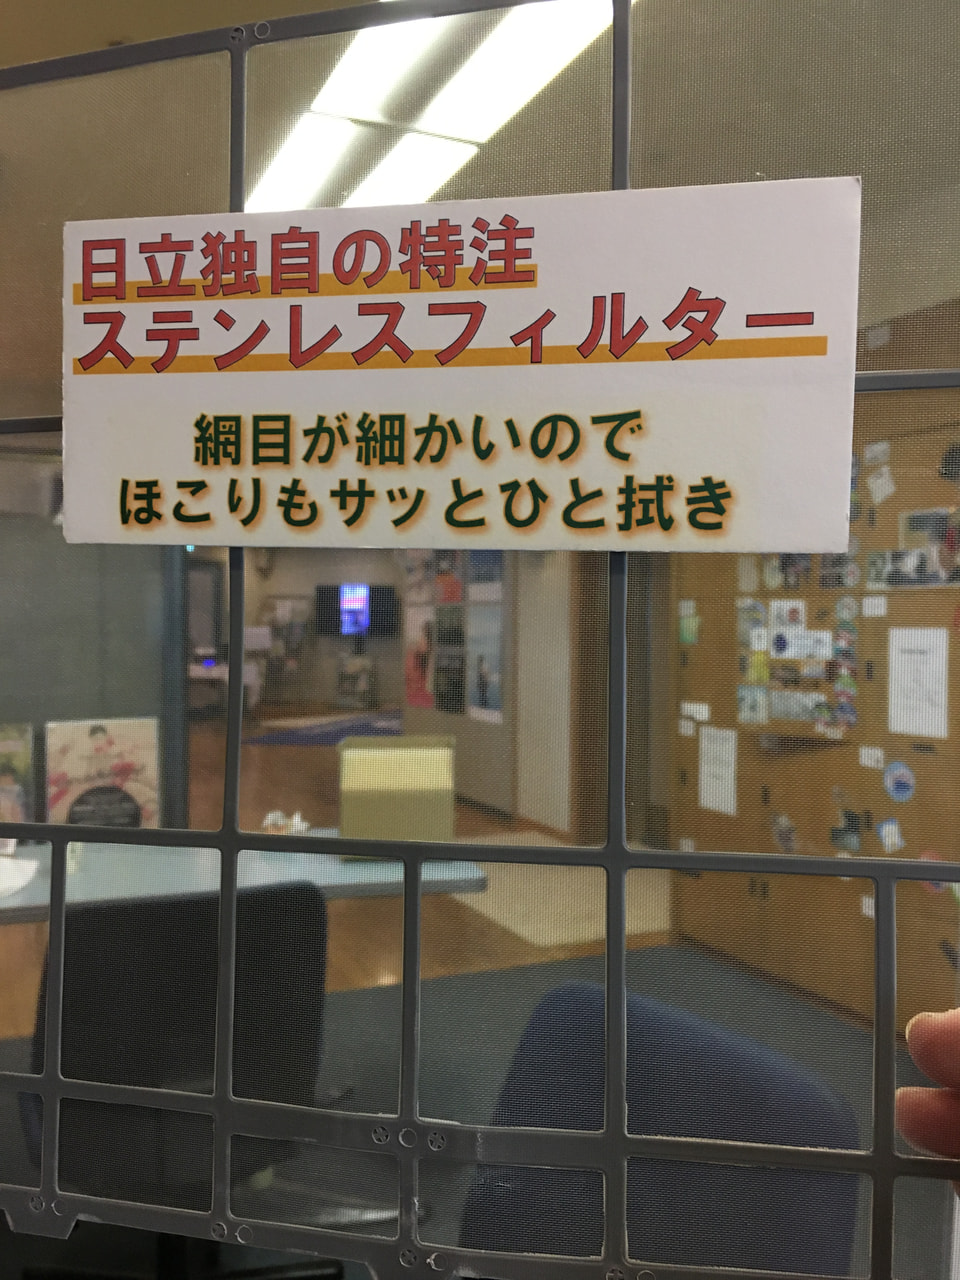 日立独自の特注
ステンレスフィルター
網目が細かいので
ほこりもサッとひと拭き